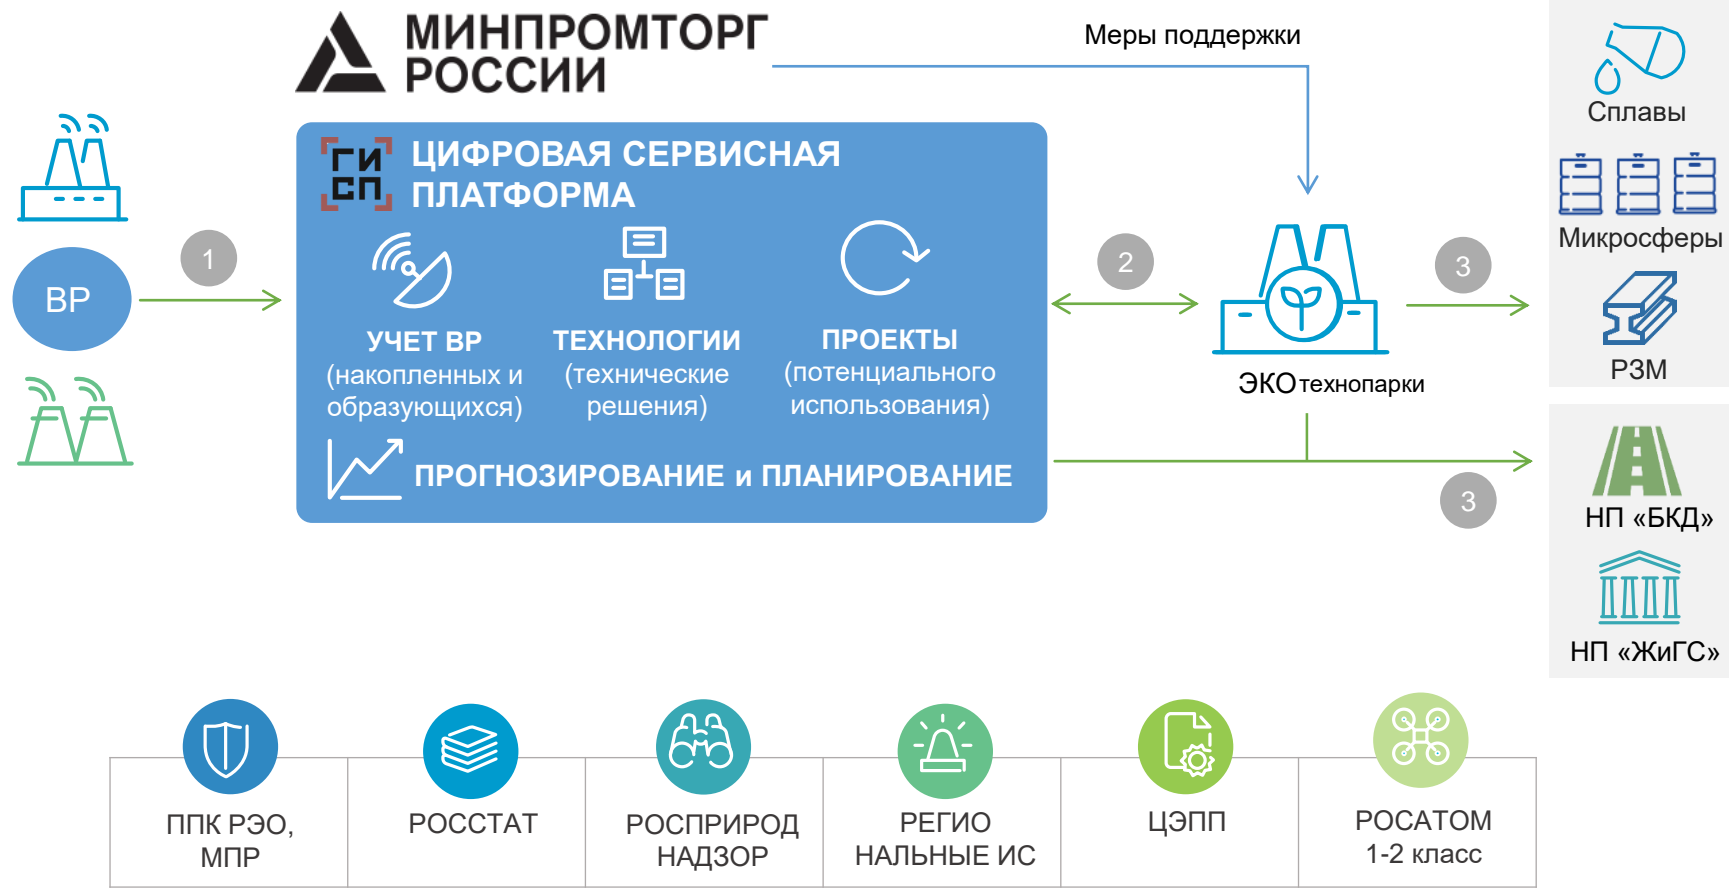 МИНПРОМТОРГ
РОССИИ
Меры поддержки
ГИ
СП
ЦИФРОВАЯ СЕРВИСНАЯ
ПЛАТФОРМА
ВР
1
УЧЕТ ВР
(накопленных и
образующихся)
ТЕХНОЛОГИИ
(технические
решения)
ПРОЕКТЫ
(потенциального
использования)
ПРОГНОЗИРОВАНИЕ и ПЛАНИРОВАНИЕ
2
ЭКО технопарки
3
3
Сплавы
Микросферы
РЗМ
НП «БКД»
НП «ЖиГС»
ППК РЭО,
МПР
РОССТАТ
РОСПРИРОД
НАДЗОР
РЕГИО
НАЛЬНЫЕ ИС
ЦЭПП
РОСАТОМ
1-2 класс